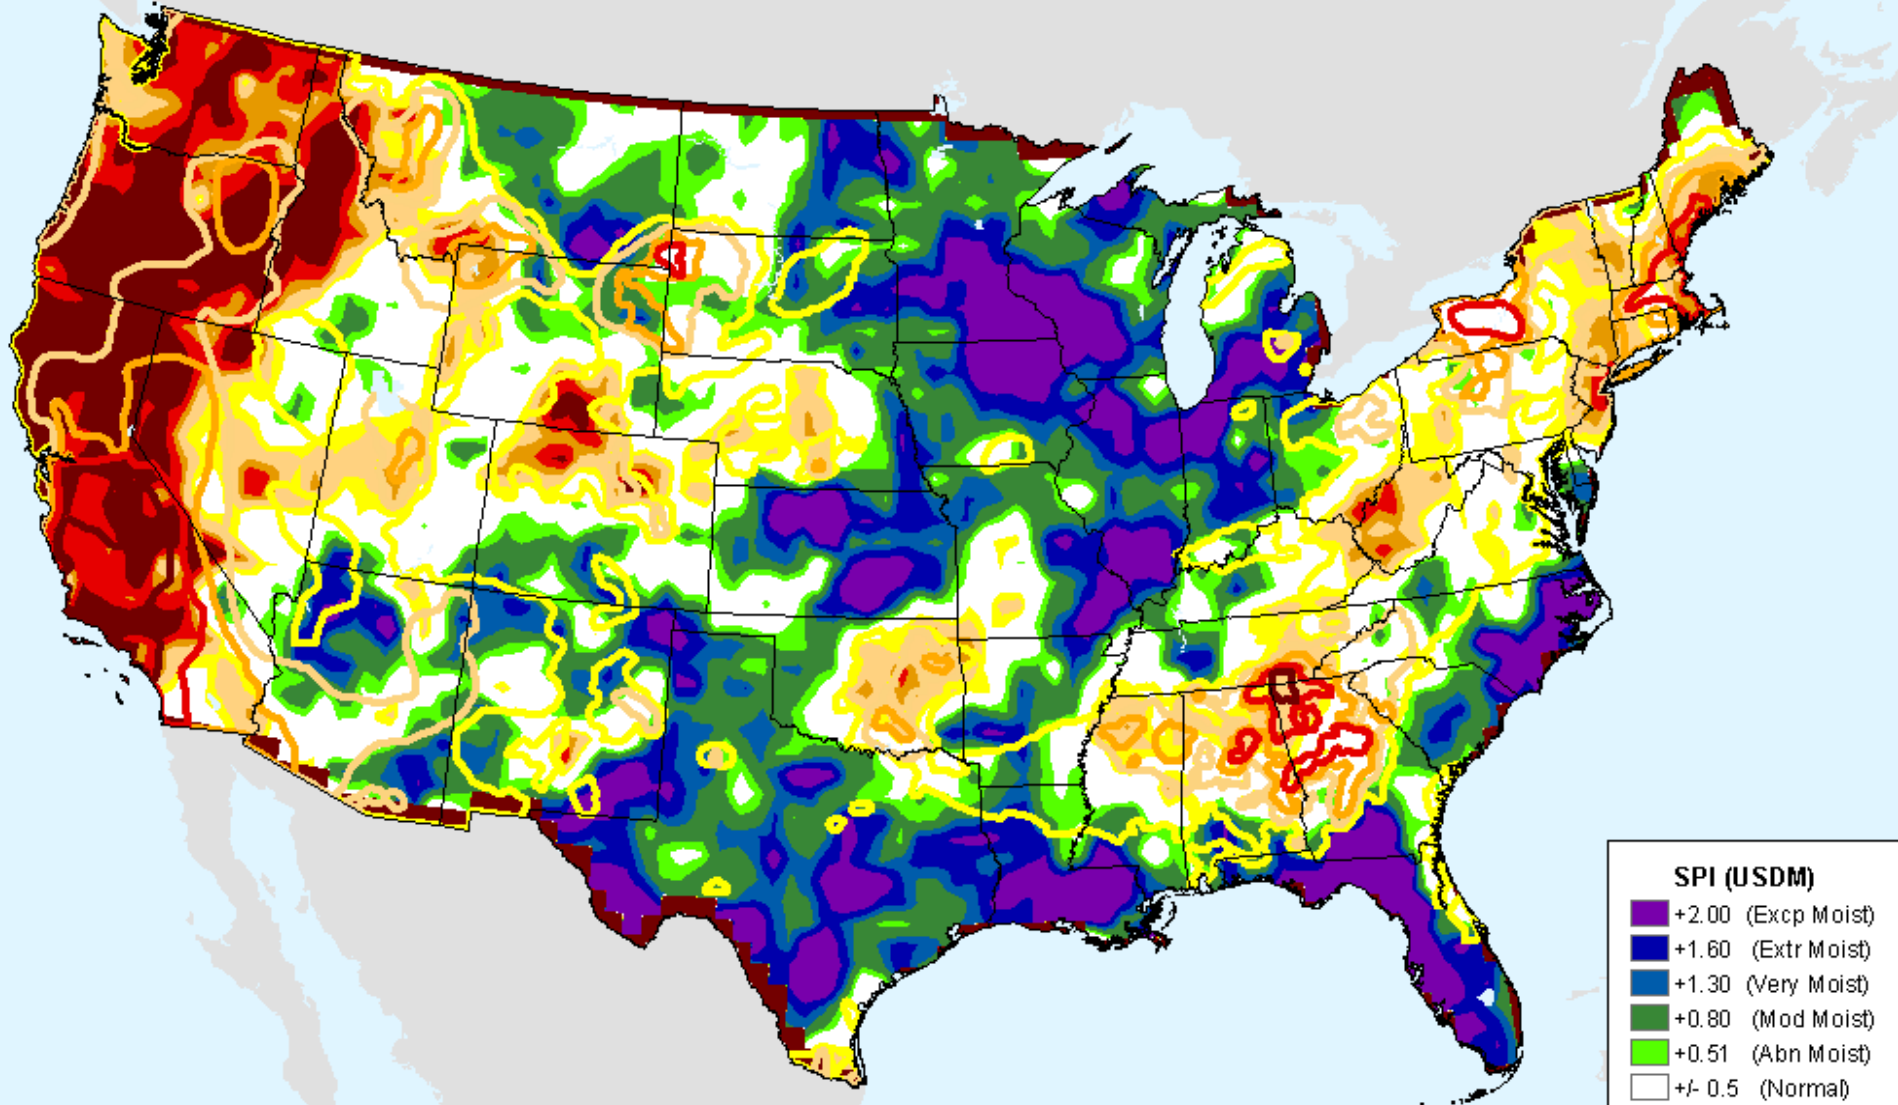 SPI (USDM)
+2.00 (Excp Moist)
+1.60 (Extr Moist)
+1.30 (Very Moist)
+0.80 (Mod Moist)
+0.51 (Abn Moist)
+/- 0.5 (Normal)